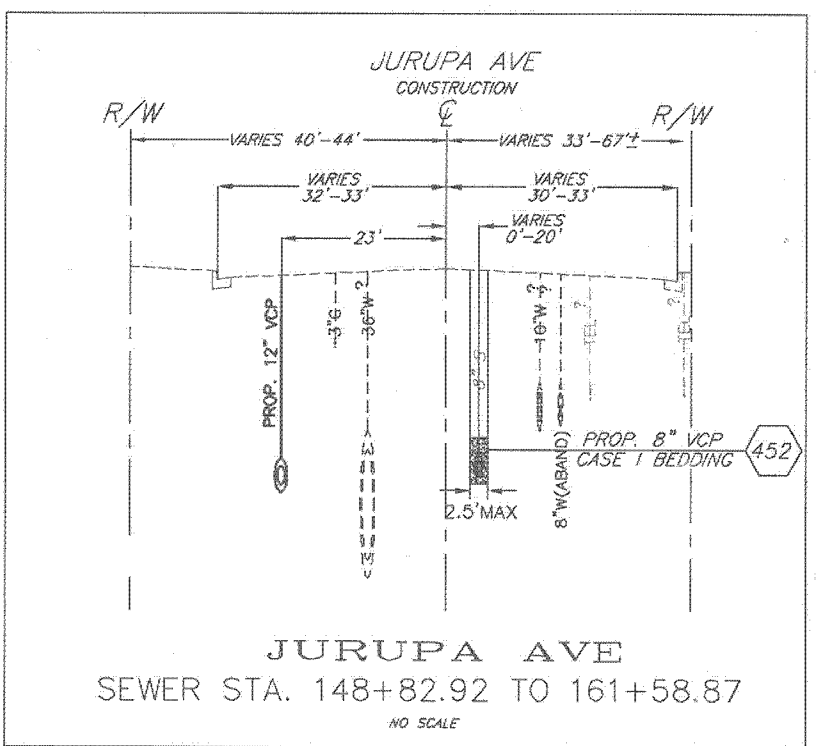 JURUPA AVE
CONSTRUCTION
R/W
℄
R/W
VARIES 40'-44'
VARIES 33'-67'±
VARIES
32'-33'
VARIES
30'-33'
VARIES
0'-20'
23'
PROP. 12" VCP
3"G
36"W ?
8" S
?
8"W(ABAND)
TEL ?
PROP. 8" VCP
CASE 1 BEDDING
452
2.5'MAX
W
W
JURUPA AVE
SEWER STA. 148+82.92 TO 161+58.87
NO SCALE